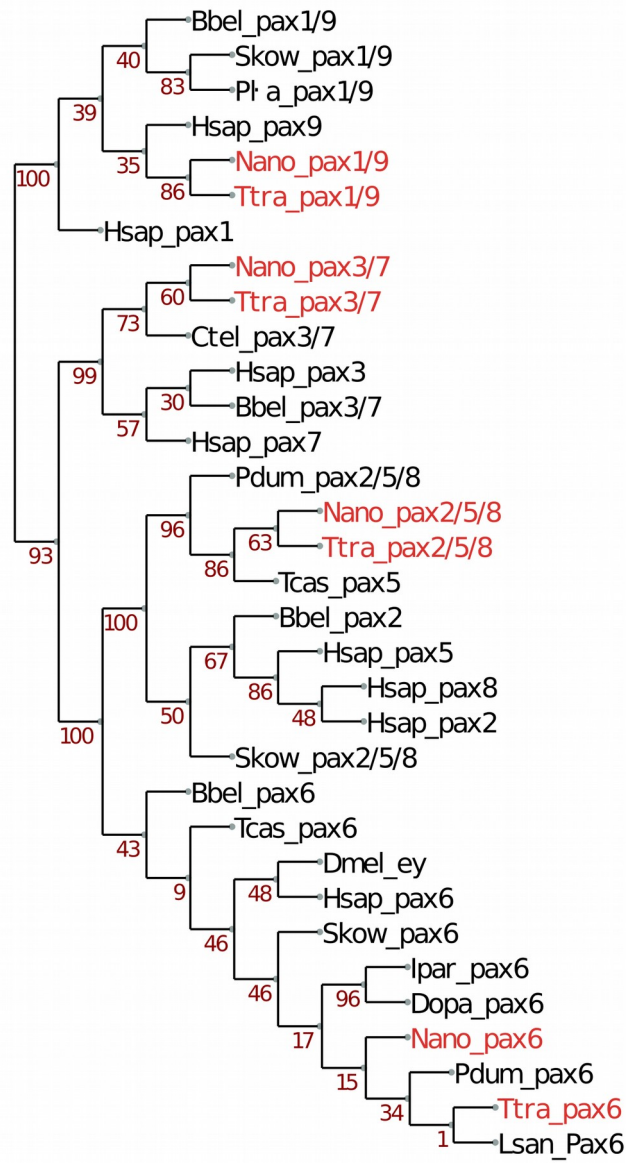 Bbel_pax1/9
40
Skow_pax1/9
83
a_pax1/9
39
Hsap_pax9
35
Nano_pax1/9
86
Ttra_pax1/9
100
Hsap_pax1
Nano_pax3/7
60
Ttra_pax3/7
73
Ctel_pax3/7
99
Hsap_pax3
30
Bbel_pax3/7
57
Hsap_pax7
Pdum_pax2/5/8
96
Nano_pax2/5/8
63
Ttra_pax2/5/8
93
86
Tcas_pax5
100
Bbel_pax2
67
Hsap_pax5
86
Hsap_pax8
48
Hsap_pax2
50
100
Skow_pax2/5/8
Bbel_pax6
43
Tcas_pax6
9
Dmel_ey
48
Hsap_pax6
46
Skow_pax6
46
Ipar_pax6
96
Dopa_pax6
17
Nano_pax6
15
Pdum_pax6
34
Ttra_pax6
1
Lsan_Pax6